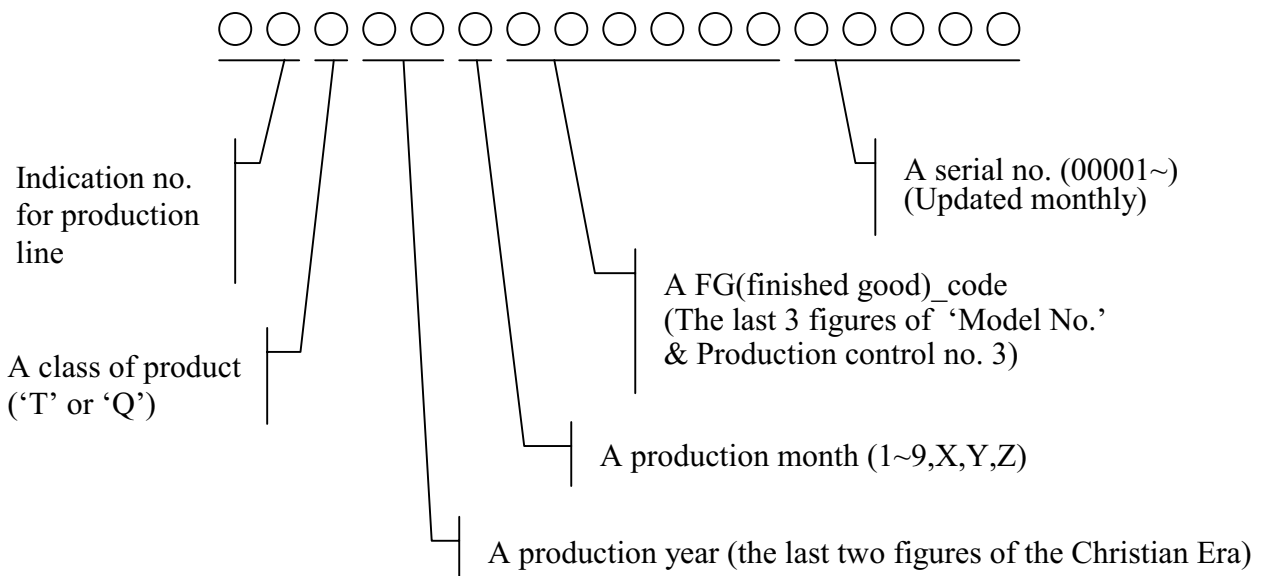 Indication no.
for production
line
A class of product
(‘T’ or ‘Q’)
A serial no. (00001~)
(Updated monthly)
A FG(finished good)_code
(The last 3 figures of ‘Model No.’
& Production control no. 3)
A production month (1~9,X,Y,Z)
A production year (the last two figures of the Christian Era)